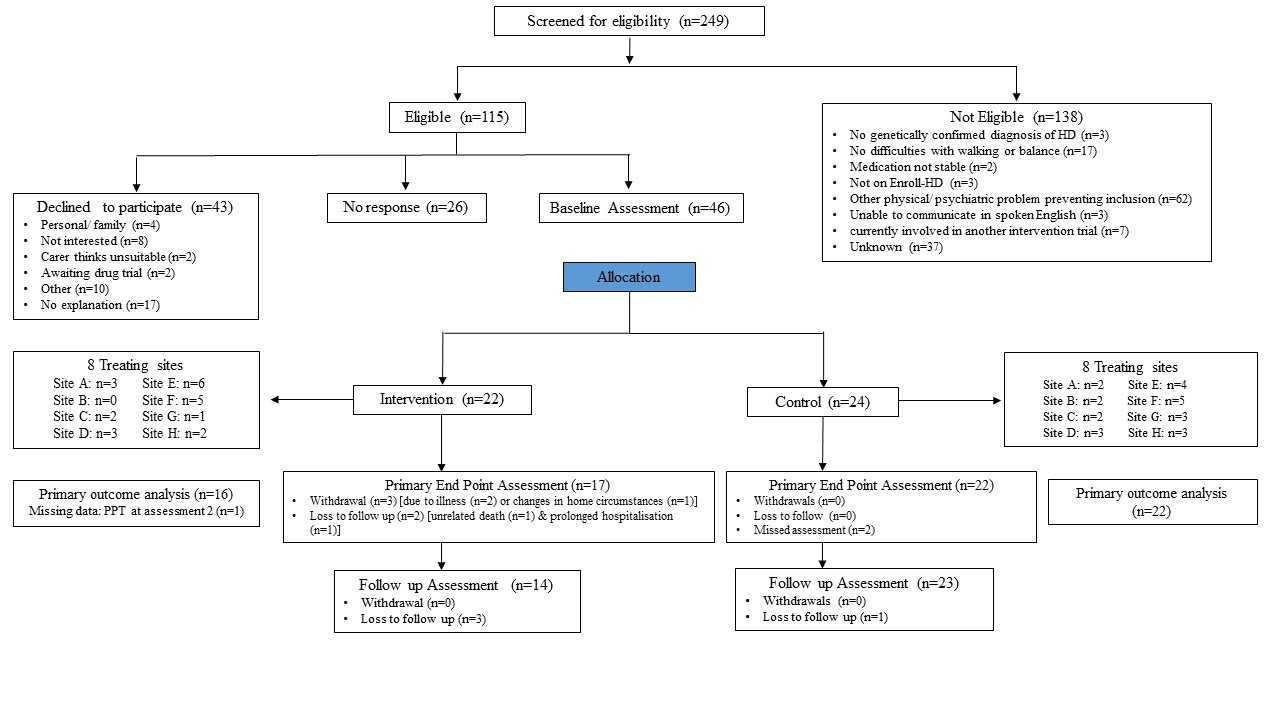 Screened for eligibility (n=249)
Eligible (n=115)
Not Eligible (n=138)
• No genetically confirmed diagnosis of HD (n=3)
• No difficulties with walking or balance (n=17)
• Medication not stable (n=2)
• Not on Enroll-HD (n=3)
• Other physical/ psychiatric problem preventing inclusion (n=62)
• Unable to communicate in spoken English (n=3)
• currently involved in another intervention trial (n=7)
• Unknown (n=37)
Declined to participate (n=43)
• Personal/ family (n=4)
• Not interested (n=8)
• Carer thinks unsuitable (n=2)
• Awaiting drug trial (n=2)
• Other (n=10)
• No explanation (n=17)
No response (n=26)
Baseline Assessment (n=46)
Allocation
8 Treating sites
Site A: n=3 Site E: n=6
Site B: n=0 Site F: n=5
Site C: n=2 Site G: n=1
Site D: n=3 Site H: n=2
Intervention (n=22)
Control (n=24)
8 Treating sites
Site A: n=2 Site E: n=4
Site B: n=2 Site F: n=5
Site C: n=2 Site G: n=3
Site D: n=3 Site H: n=3
Primary outcome analysis (n=16)
Missing data: PPT at assessment 2 (n=1)
Primary End Point Assessment (n=17)
• Withdrawal (n=3) [due to illness (n=2) or changes in home circumstances (n=1)]
• Loss to follow up (n=2) [unrelated death (n=1) & prolonged hospitalisation
(n=1)]
Primary End Point Assessment (n=22)
• Withdrawals (n=0)
• Loss to follow (n=0)
• Missed assessment (n=2)
Primary outcome analysis
(n=22)
Follow up Assessment (n=14)
• Withdrawal (n=0)
• Loss to follow up (n=3)
Follow up Assessment (n=23)
• Withdrawals (n=0)
• Loss to follow up (n=1)